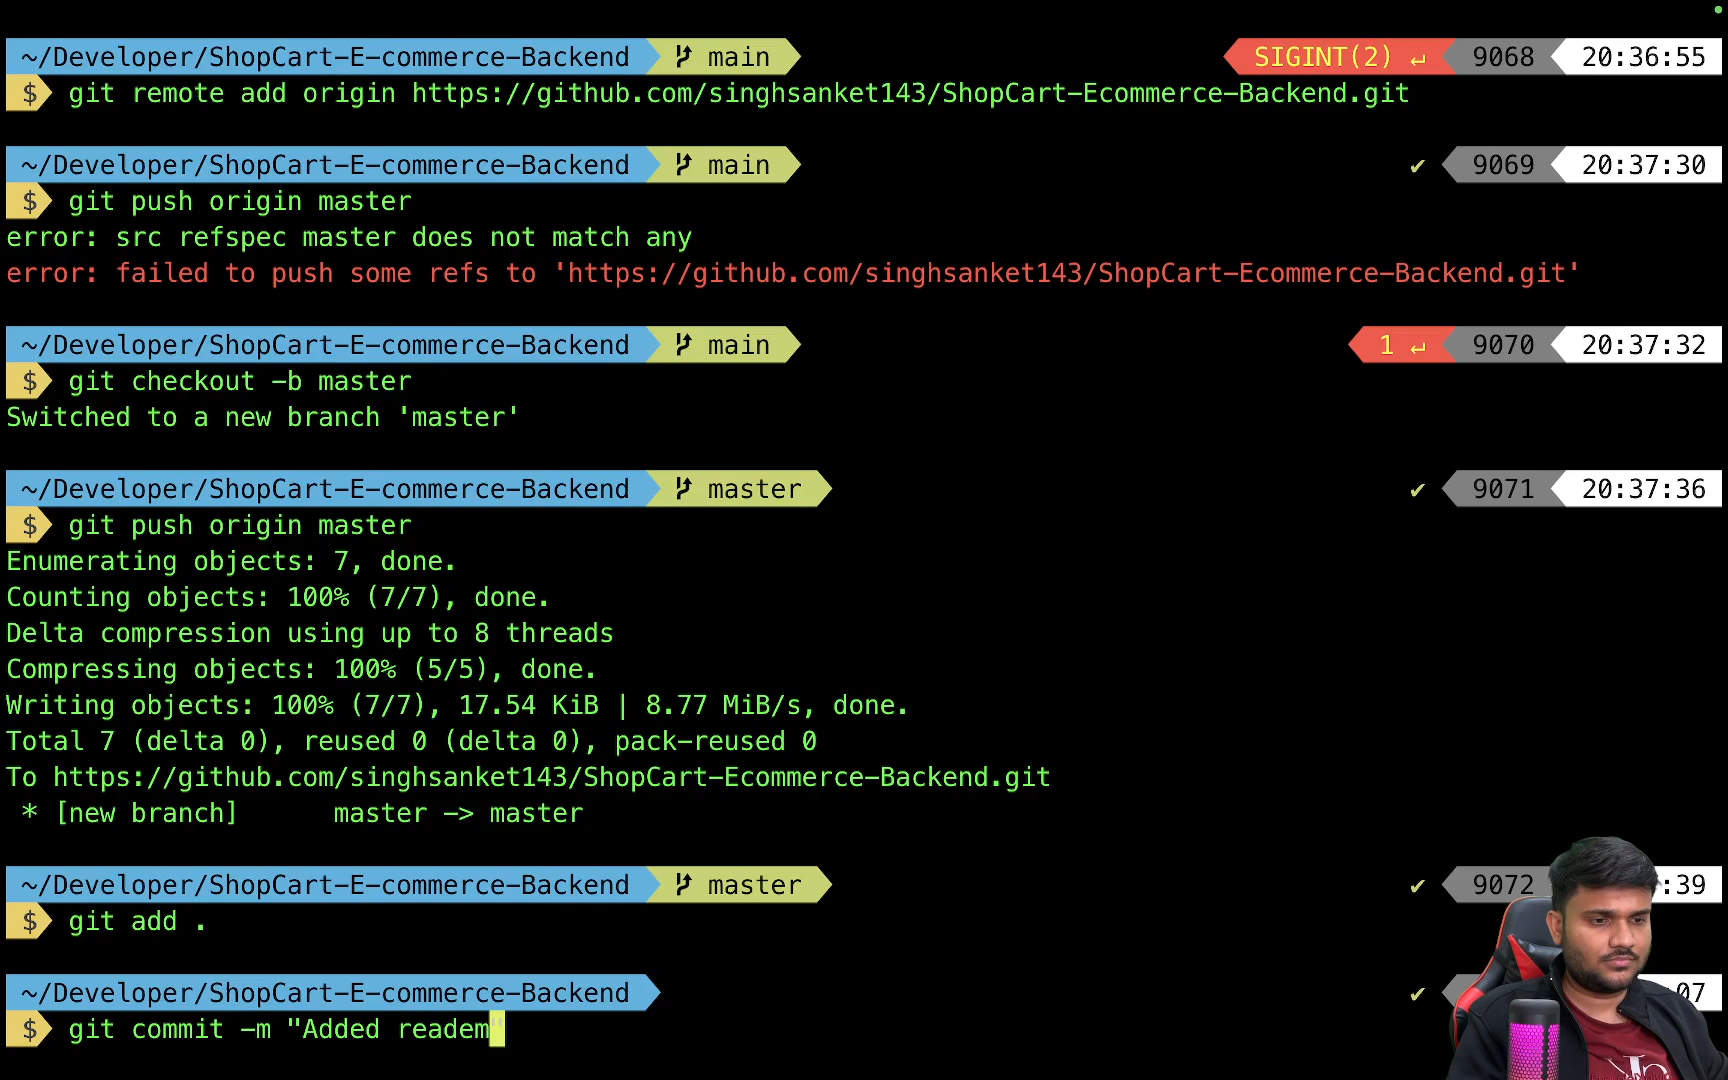 ~/Developer/ShopCart-E-commerce-Backend main SIGINT(2) ↵ 9068 20:36:55
$ git remote add origin https://github.com/singhsanket143/ShopCart-Ecommerce-Backend.git
~/Developer/ShopCart-E-commerce-Backend main ✔ 9069 20:37:30
$ git push origin master
error: src refspec master does not match any
error: failed to push some refs to 'https://github.com/singhsanket143/ShopCart-Ecommerce-Backend.git'
~/Developer/ShopCart-E-commerce-Backend main 1 ↵ 9070 20:37:32
$ git checkout -b master
Switched to a new branch 'master'
~/Developer/ShopCart-E-commerce-Backend master ✔ 9071 20:37:36
$ git push origin master
Enumerating objects: 7, done.
Counting objects: 100% (7/7), done.
Delta compression using up to 8 threads
Compressing objects: 100% (5/5), done.
Writing objects: 100% (7/7), 17.54 KiB | 8.77 MiB/s, done.
Total 7 (delta 0), reused 0 (delta 0), pack-reused 0
To https://github.com/singhsanket143/ShopCart-Ecommerce-Backend.git
* [new branch] master -> master
~/Developer/ShopCart-E-commerce-Backend master ✔ 9072 :39
$ git add .
~/Developer/ShopCart-E-commerce-Backend ✔ 07
$ git commit -m "Added readem"